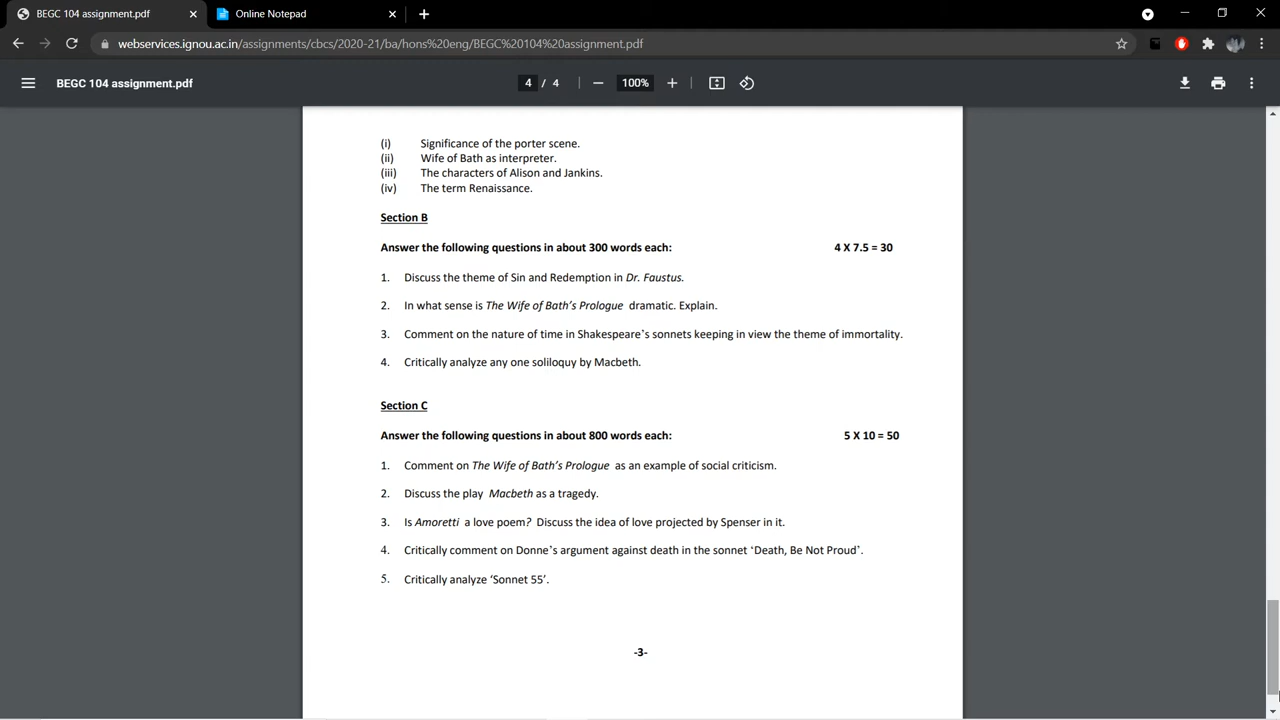 BEGC 104 assignment.pdf
Online Notepad
webservices.ignou.ac.in/assignments/cbcs/2020-21/ba/hons%20eng/BEGC%20104%20assignment.pdf
BEGC 104 assignment.pdf
4 / 4
100%
(i) Significance of the porter scene.
(ii) Wife of Bath as interpreter.
(iii) The characters of Alison and Jankins.
(iv) The term Renaissance.
Section B
Answer the following questions in about 300 words each: 4 X 7.5 = 30
1. Discuss the theme of Sin and Redemption in Dr. Faustus.
2. In what sense is The Wife of Bath's Prologue dramatic. Explain.
3. Comment on the nature of time in Shakespeare's sonnets keeping in view the theme of immortality.
4. Critically analyze any one soliloquy by Macbeth.
Section C
Answer the following questions in about 800 words each: 5 X 10 = 50
1. Comment on The Wife of Bath's Prologue as an example of social criticism.
2. Discuss the play Macbeth as a tragedy.
3. Is Amoretti a love poem? Discuss the idea of love projected by Spenser in it.
4. Critically comment on Donne's argument against death in the sonnet 'Death, Be Not Proud'.
5. Critically analyze 'Sonnet 55'.
-3-